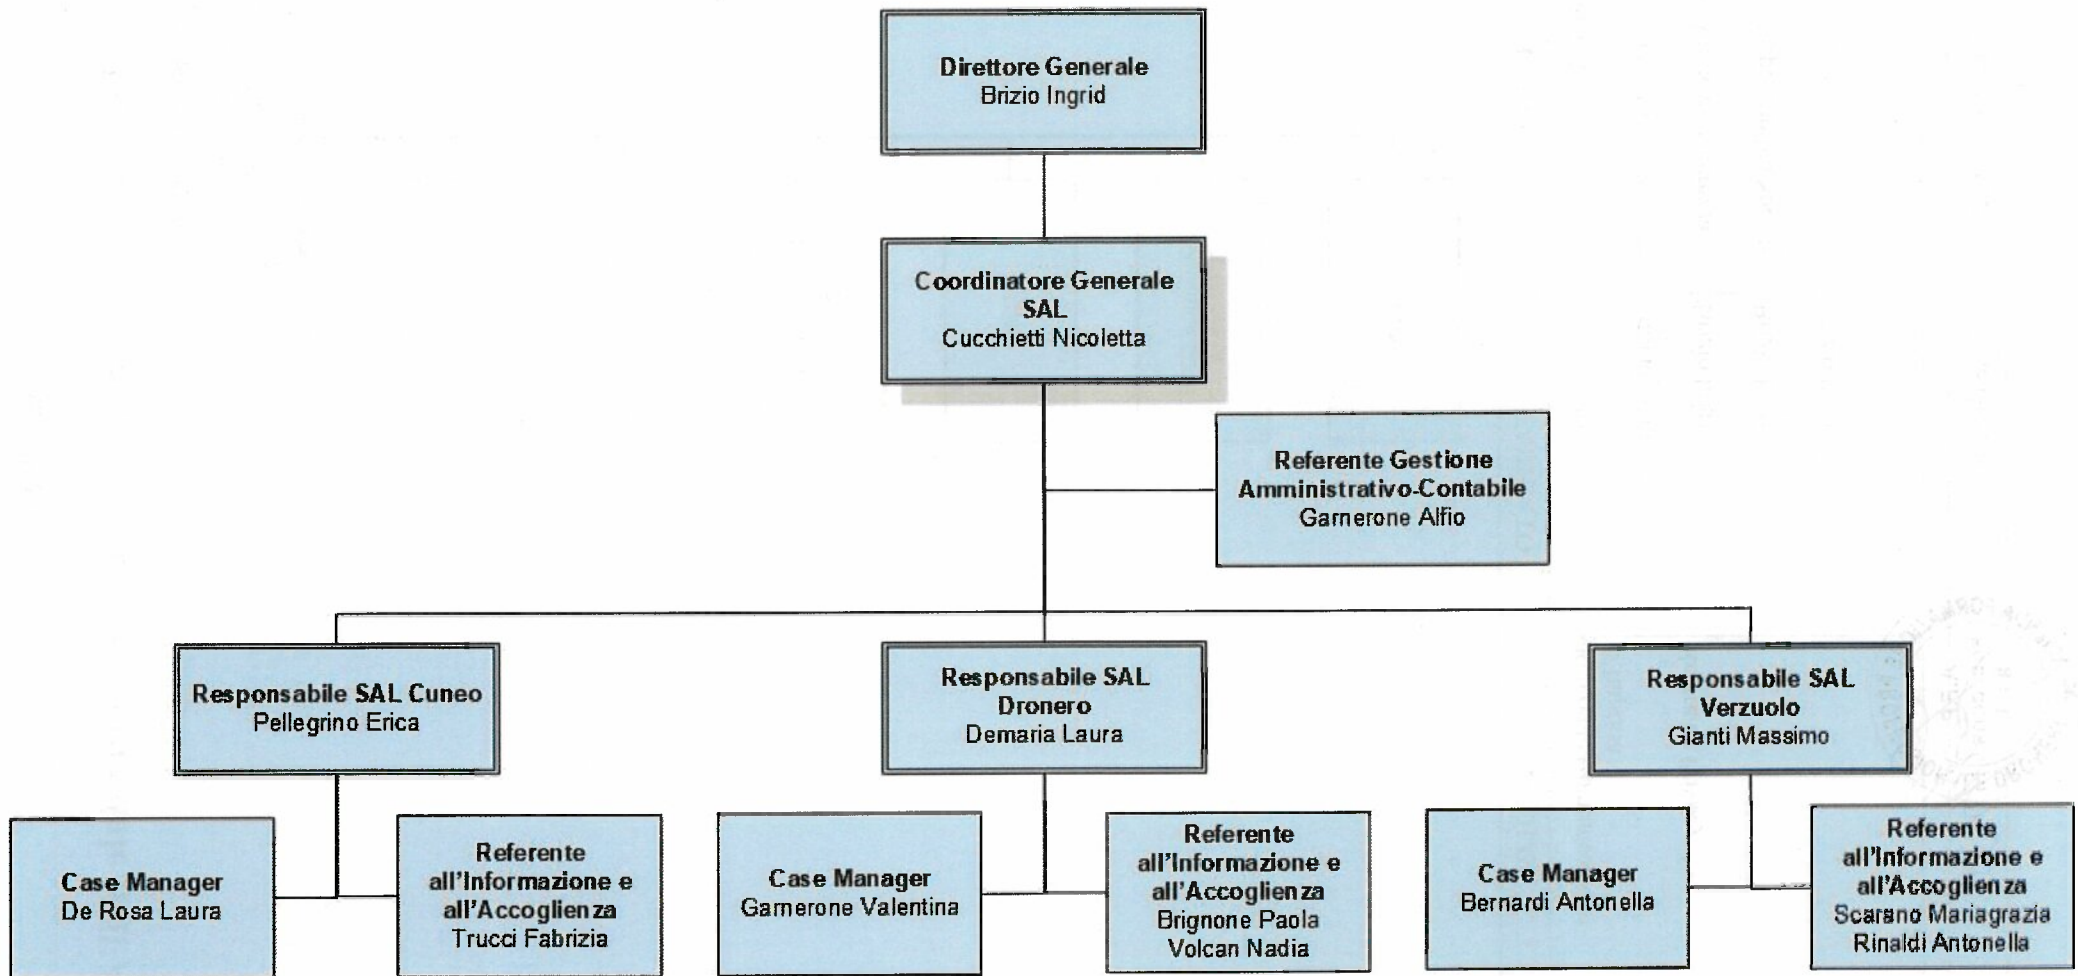 Direttore Generale
Brizio Ingrid
Coordinatore Generale
SAL
Cucchietti Nicoletta
Referente Gestione
Amministrativo-Contabile
Garnerone Alfio
Responsabile SAL Cuneo
Pellegrino Erica
Responsabile SAL
Dronero
Demaria Laura
Responsabile SAL
Verzuolo
Gianti Massimo
Case Manager
De Rosa Laura
Referente
all'Informazione e
all'Accoglienza
Trucci Fabrizia
Case Manager
Garnerone Valentina
Referente
all'Informazione e
all'Accoglienza
Brignone Paola
Volcan Nadia
Case Manager
Bernardi Antonella
Referente
all'Informazione e
all'Accoglienza
Scarano Mariagrazia
Rinaldi Antonella